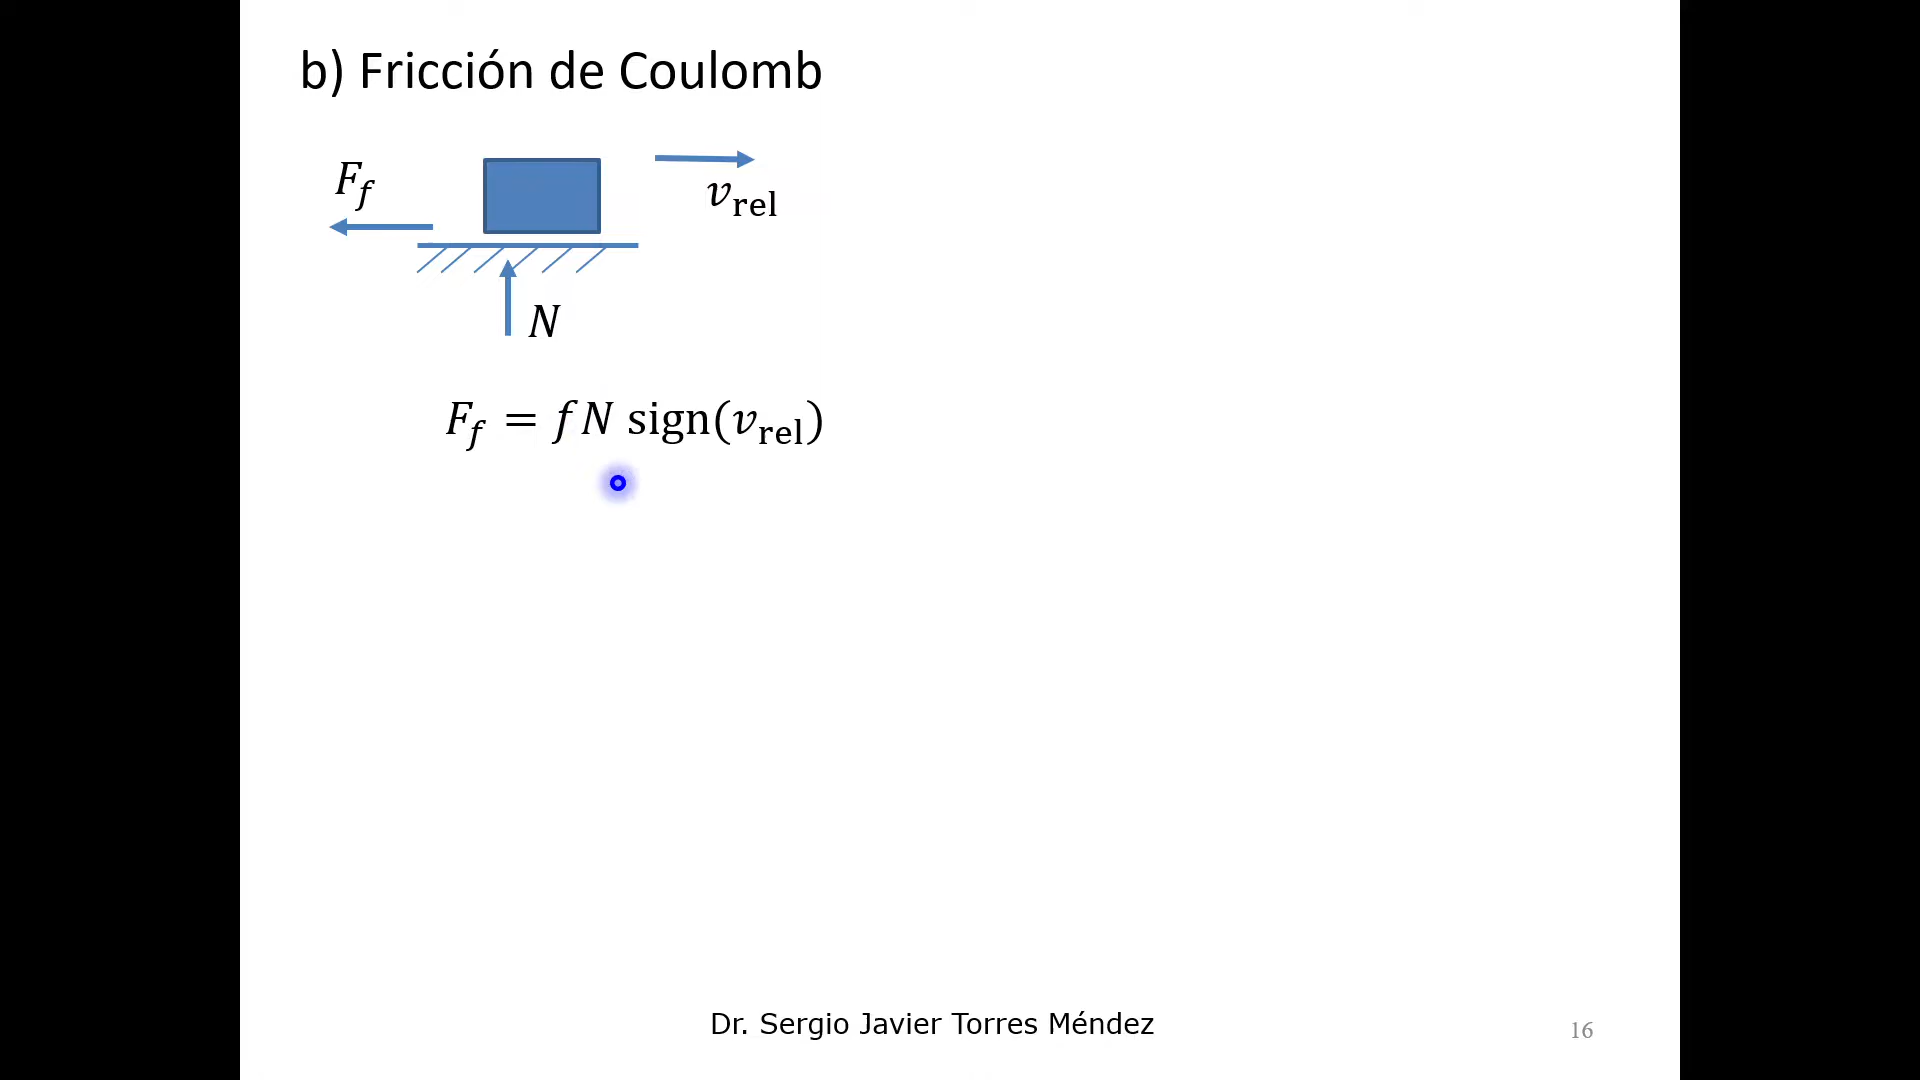 b) Fricción de Coulomb
F_f
v_rel
N
F_f = fN sign(v_rel)
Dr. Sergio Javier Torres Méndez
16